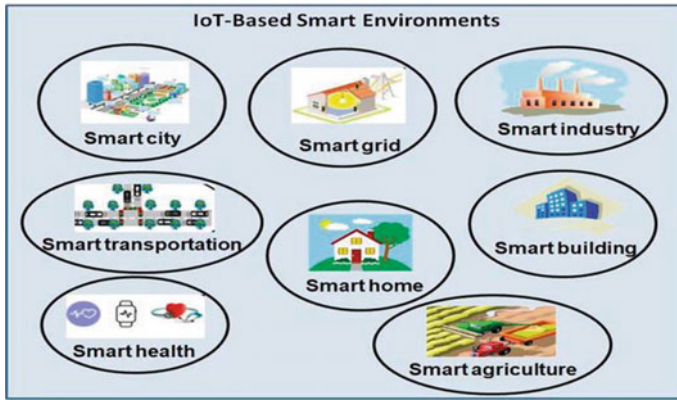 IoT-Based Smart Environments
Smart city
Smart grid
Smart industry
Smart transportation
Smart home
Smart building
Smart health
Smart agriculture